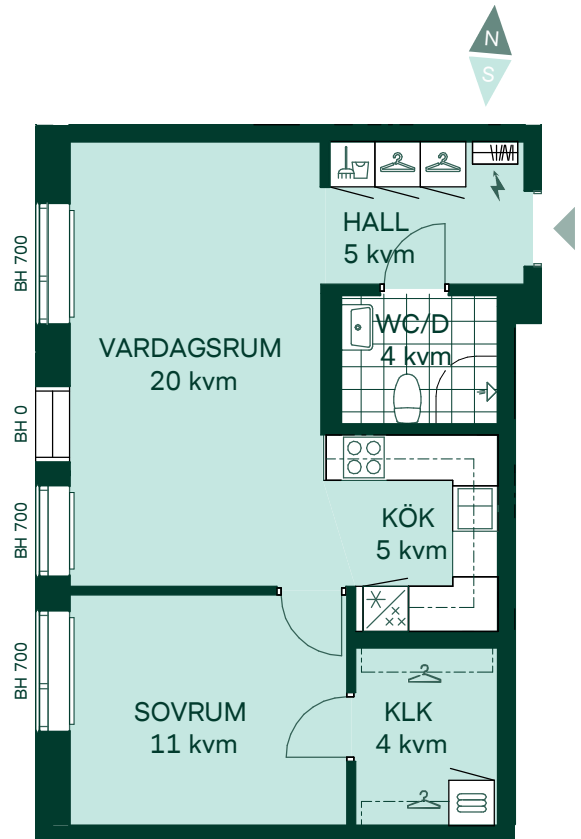 N
S
HALL
5 kvm
BH 700
WC/D
4 kvm
VARDAGSRUM
20 kvm
BH 0
BH 700
KÖK
5 kvm
BH 700
SOVRUM
11 kvm
KLK
4 kvm